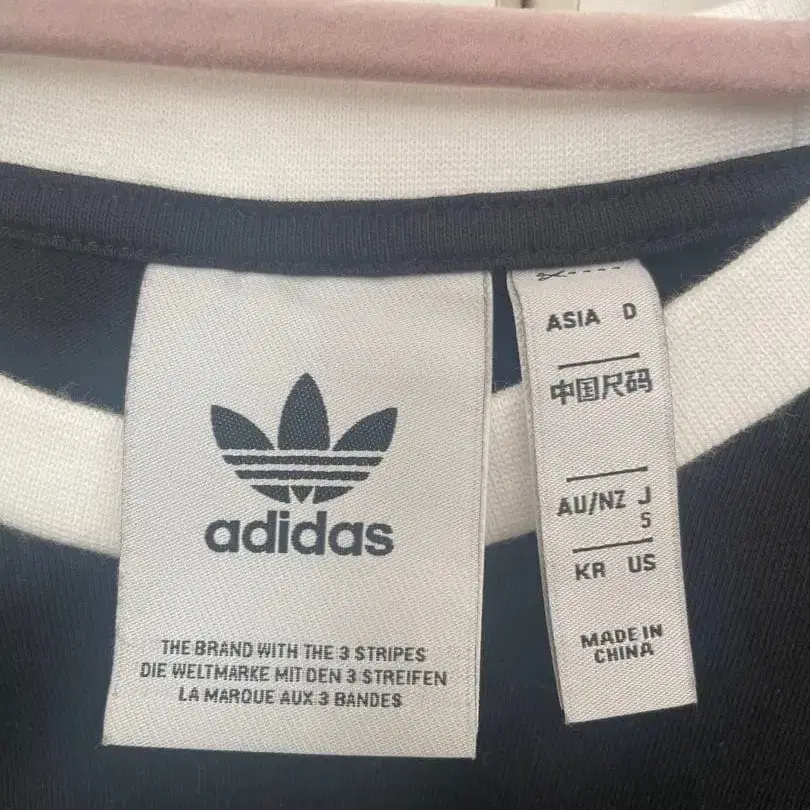 adidas
THE BRAND WITH THE 3 STRIPES
DIE WELTMARKE MIT DEN 3 STREIFEN
LA MARQUE AUX 3 BANDES
ASIA D
中国尺码
AU/NZ J
S
KR US
MADE IN
CHINA